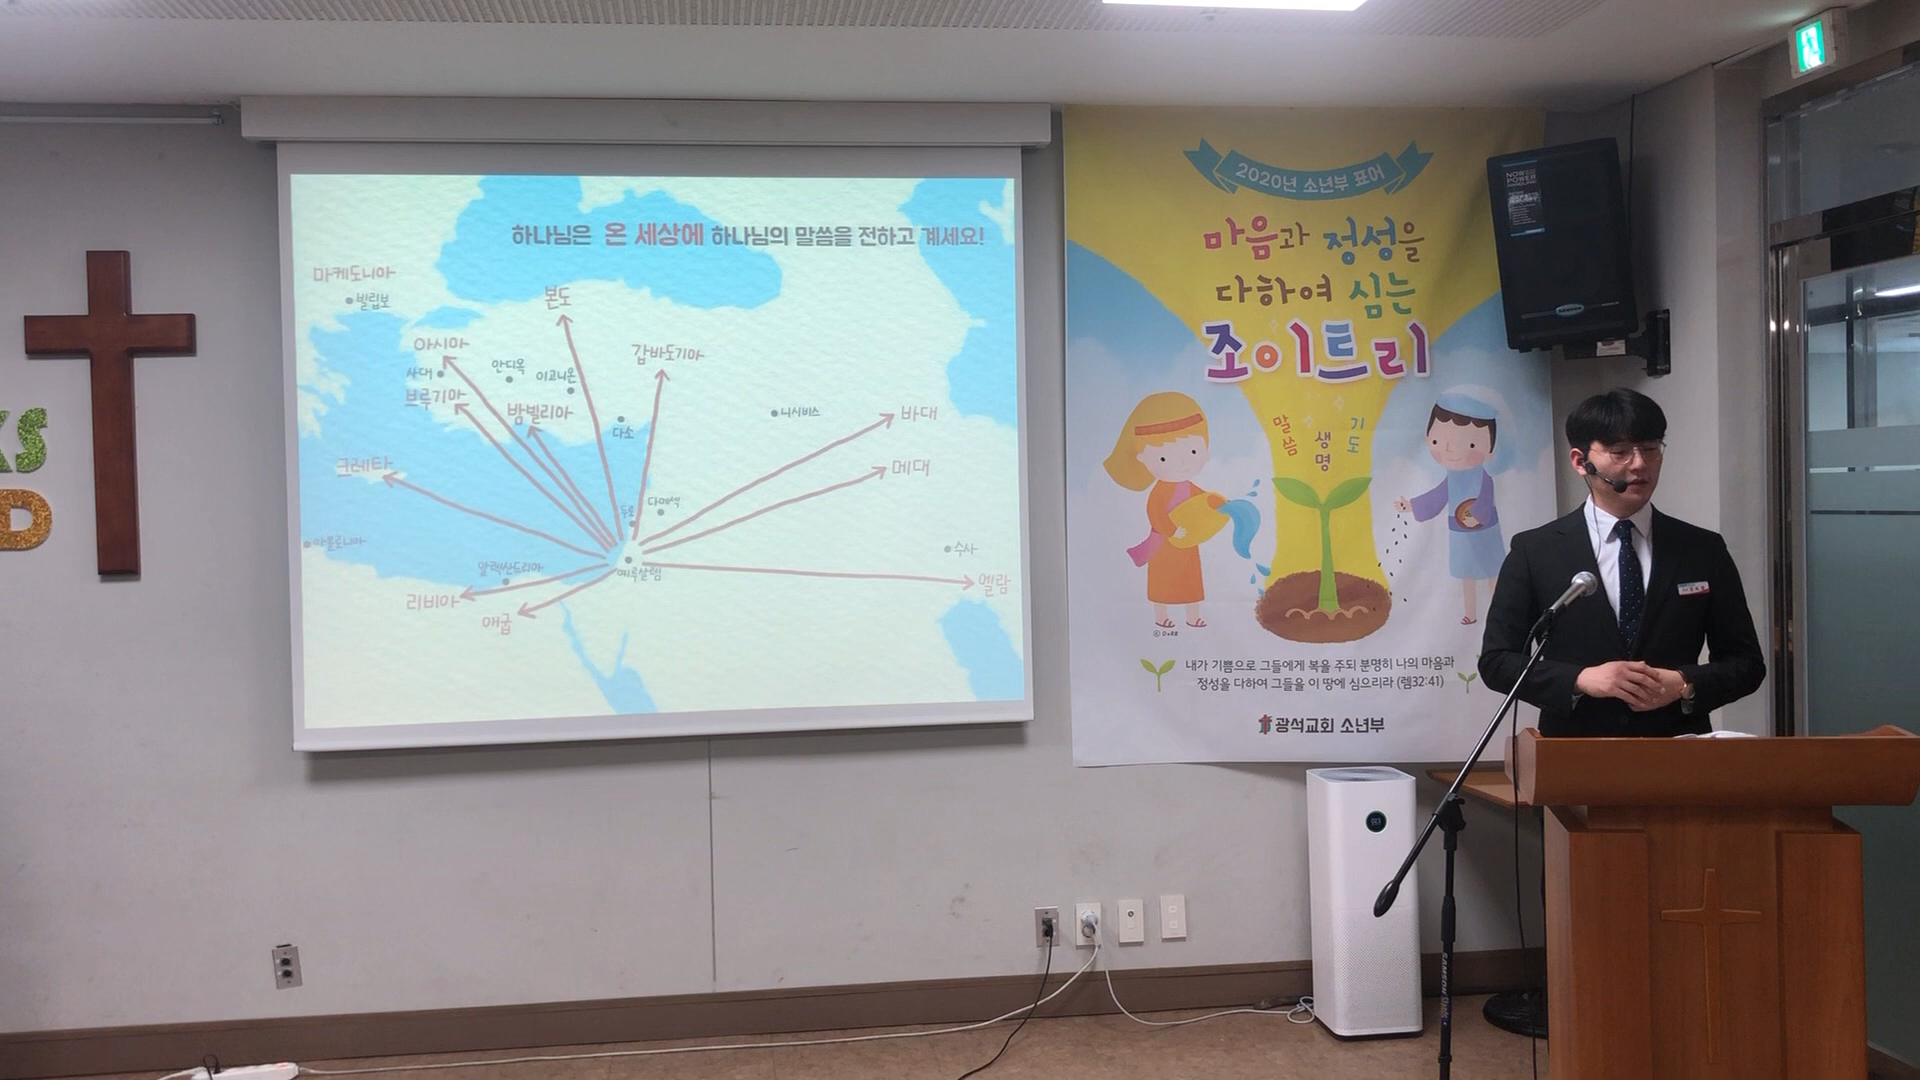 KS
D
하나님은 온 세상에 하나님의 말씀을 전하고 계세요!
마케도니아
빌립보
본도
아시아
갑바도기아
안디옥
이고니온
사데
브루기아
밤빌리아
다소
니시비스
바대
크레타
메대
다메섹
두로
알렉산드리아
예루살렘
수사
리비아
애굽
엘람
2020년 소년부 표어
마음과 정성을
다하여 심는
조이트리
말씀
생명
기도
© DaRB
내가 기쁨으로 그들에게 복을 주되 분명히 나의 마음과
정성을 다하여 그들을 이 땅에 심으리라 (렘32:41)
광석교회 소년부
NOW
POWER
SAMSON